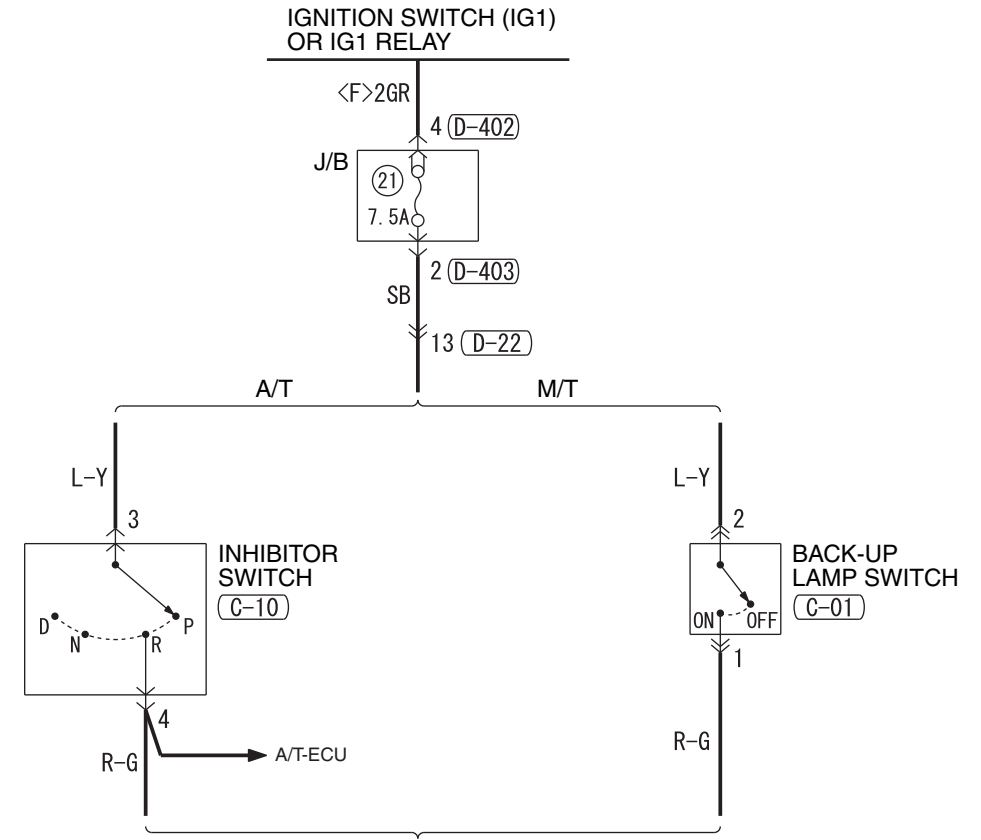 IGNITION SWITCH (IG1)
OR IG1 RELAY
<F>2GR
4 D-402
J/B
21
7.5A
2 D-403
SB
13 D-22
A/T
M/T
L-Y
L-Y
3
2
INHIBITOR
SWITCH
C-10
BACK-UP
LAMP SWITCH
C-01
D
N
R
P
ON
OFF
4
1
R-G
A/T-ECU
R-G